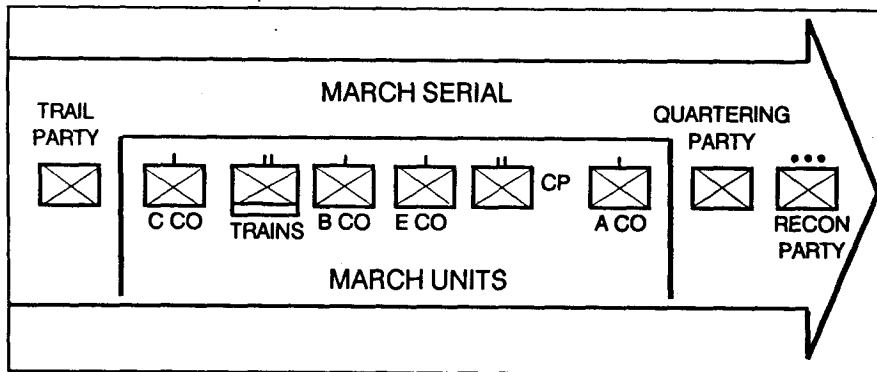 MARCH SERIAL
TRAIL
PARTY
QUARTERING
PARTY
CP
C CO
TRAINS
B CO
E CO
A CO
RECON
PARTY
MARCH UNITS